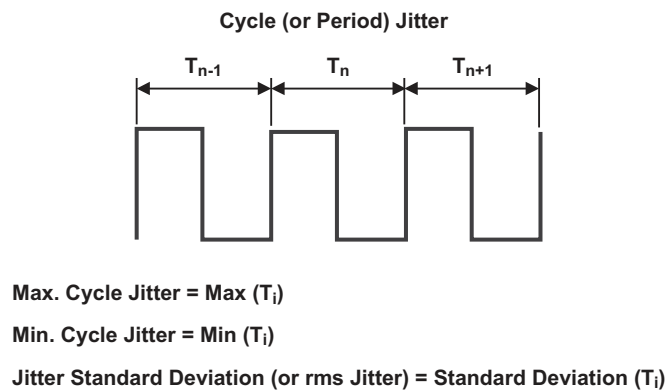 Cycle (or Period) Jitter
Tn-1 Tn Tn+1
Max. Cycle Jitter = Max (Ti)
Min. Cycle Jitter = Min (Ti)
Jitter Standard Deviation (or rms Jitter) = Standard Deviation (Ti)